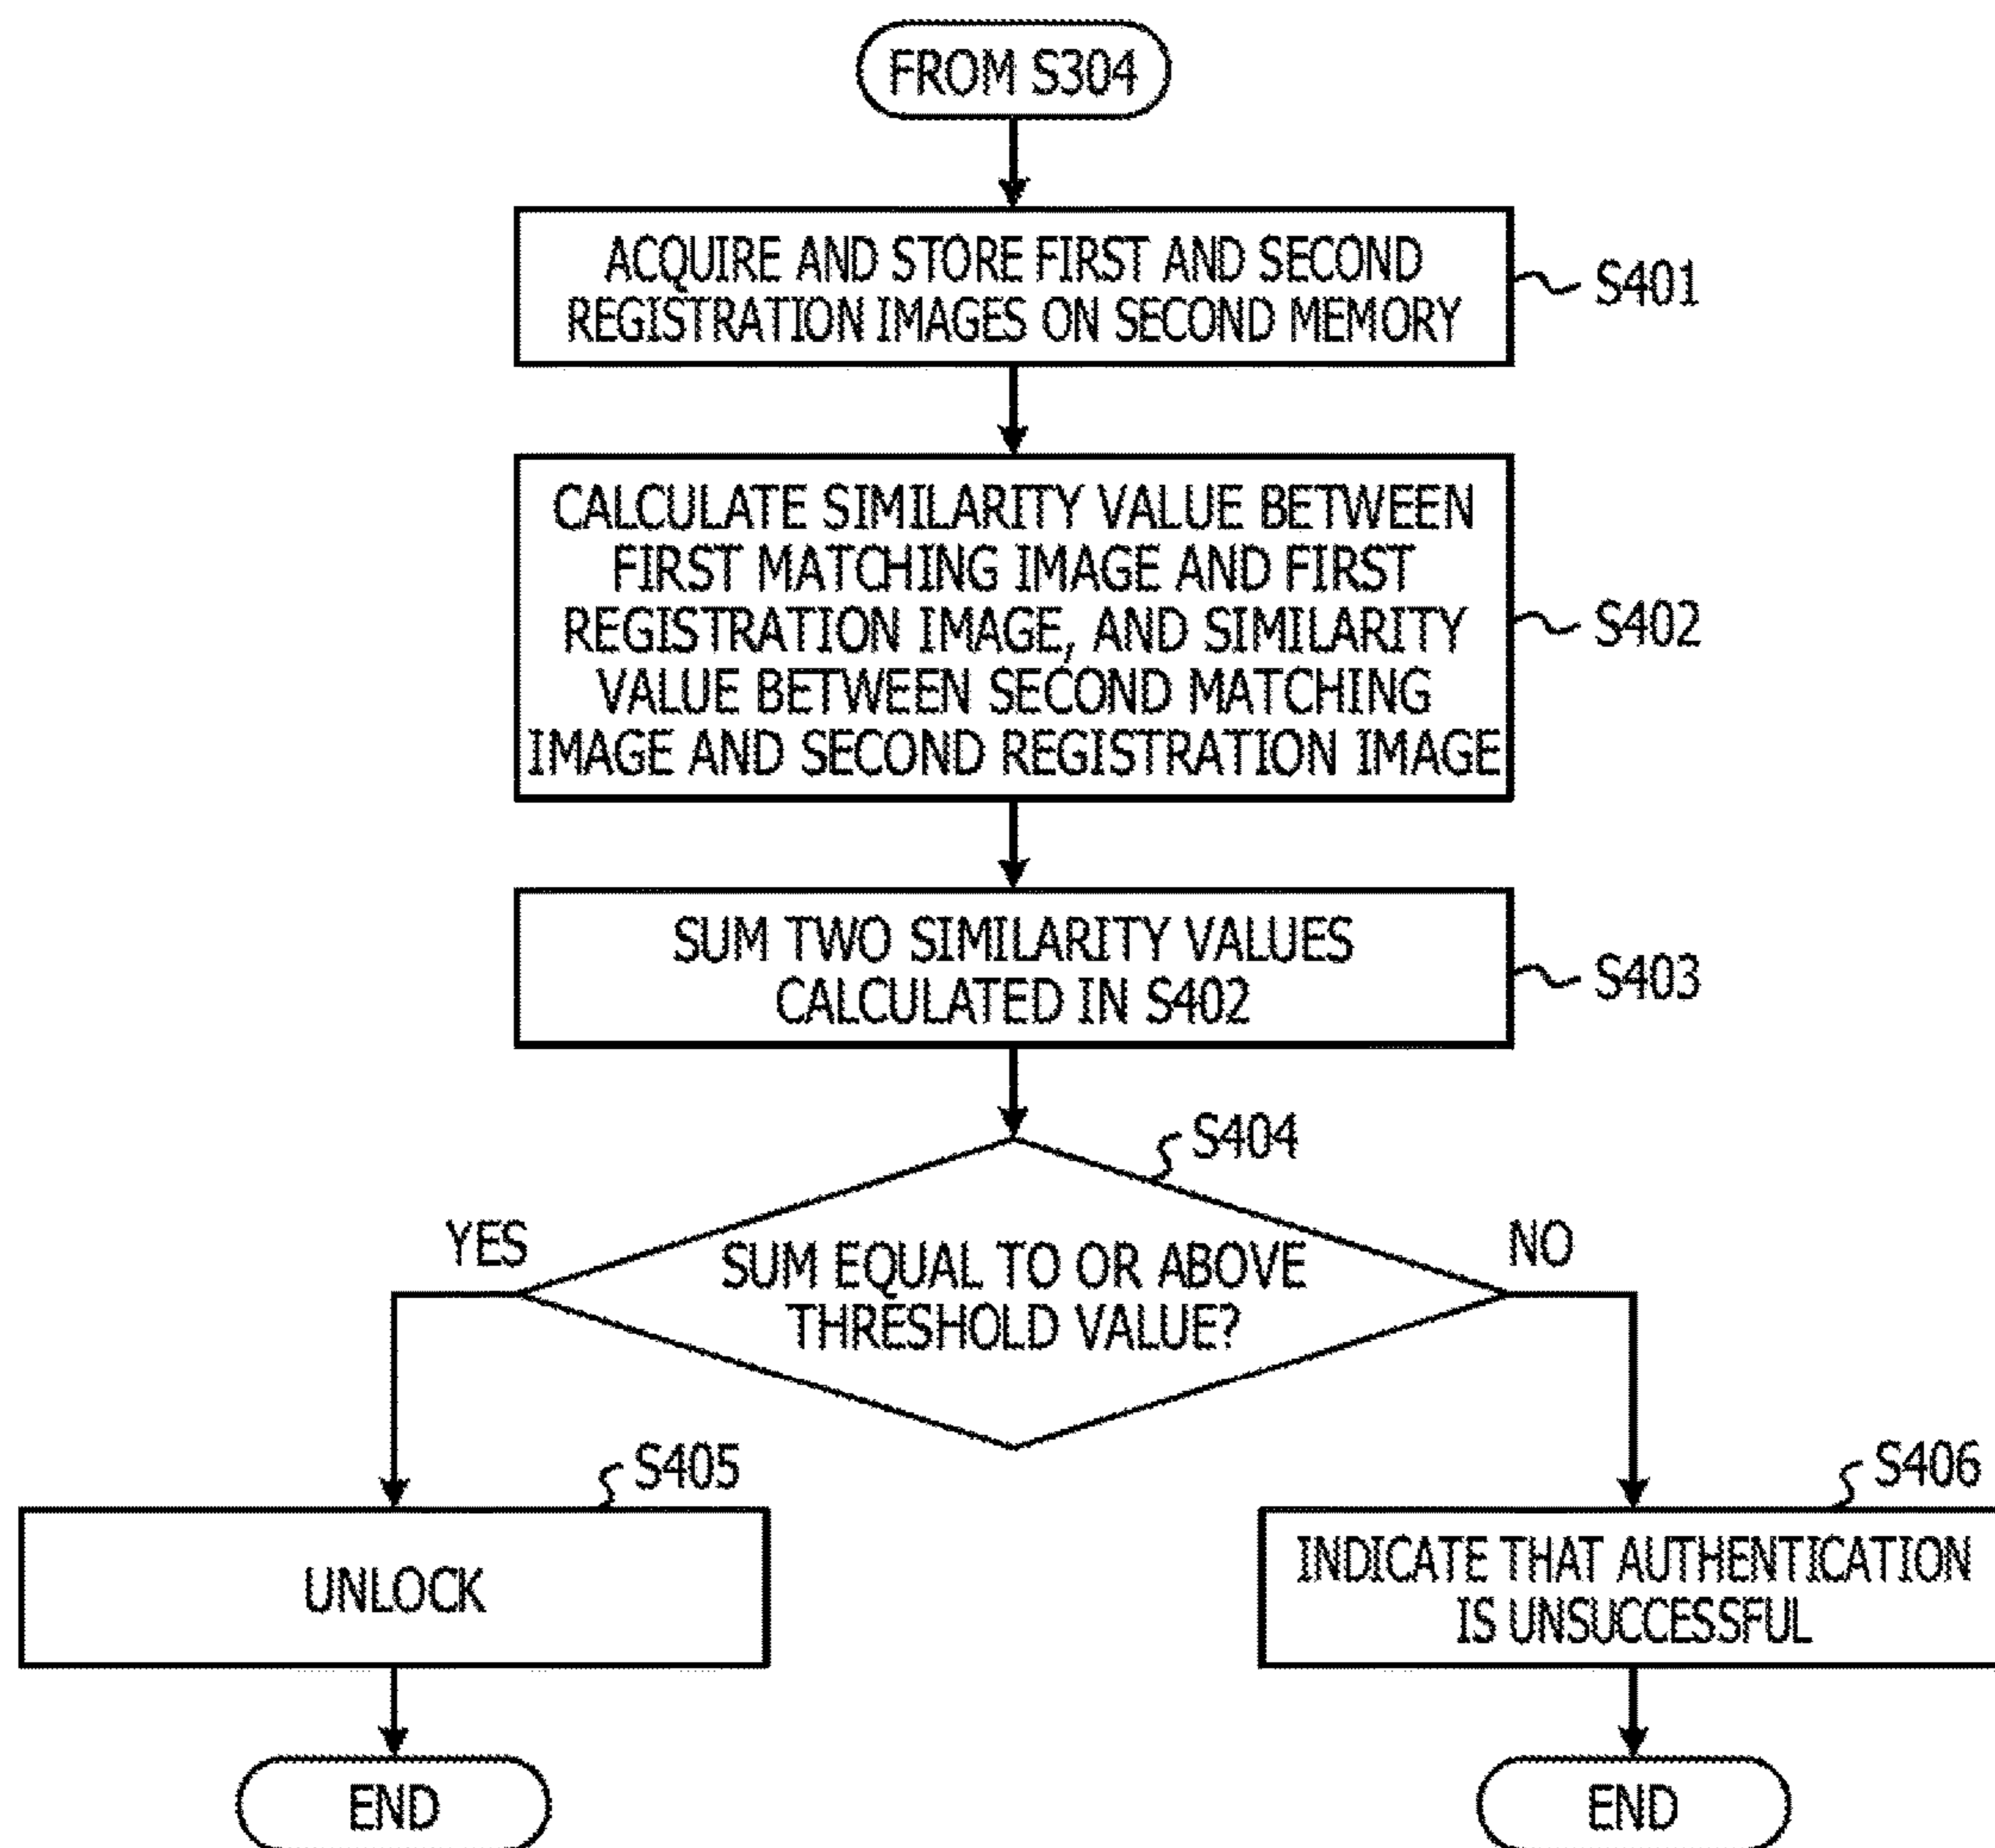 FROM S304
ACQUIRE AND STORE FIRST AND SECOND
REGISTRATION IMAGES ON SECOND MEMORY
S401
CALCULATE SIMILARITY VALUE BETWEEN
FIRST MATCHING IMAGE AND FIRST
REGISTRATION IMAGE, AND SIMILARITY
VALUE BETWEEN SECOND MATCHING
IMAGE AND SECOND REGISTRATION IMAGE
S402
SUM TWO SIMILARITY VALUES
CALCULATED IN S402
S403
S404
YES
SUM EQUAL TO OR ABOVE
THRESHOLD VALUE?
NO
S405
UNLOCK
S406
INDICATE THAT AUTHENTICATION
IS UNSUCCESSFUL
END
END